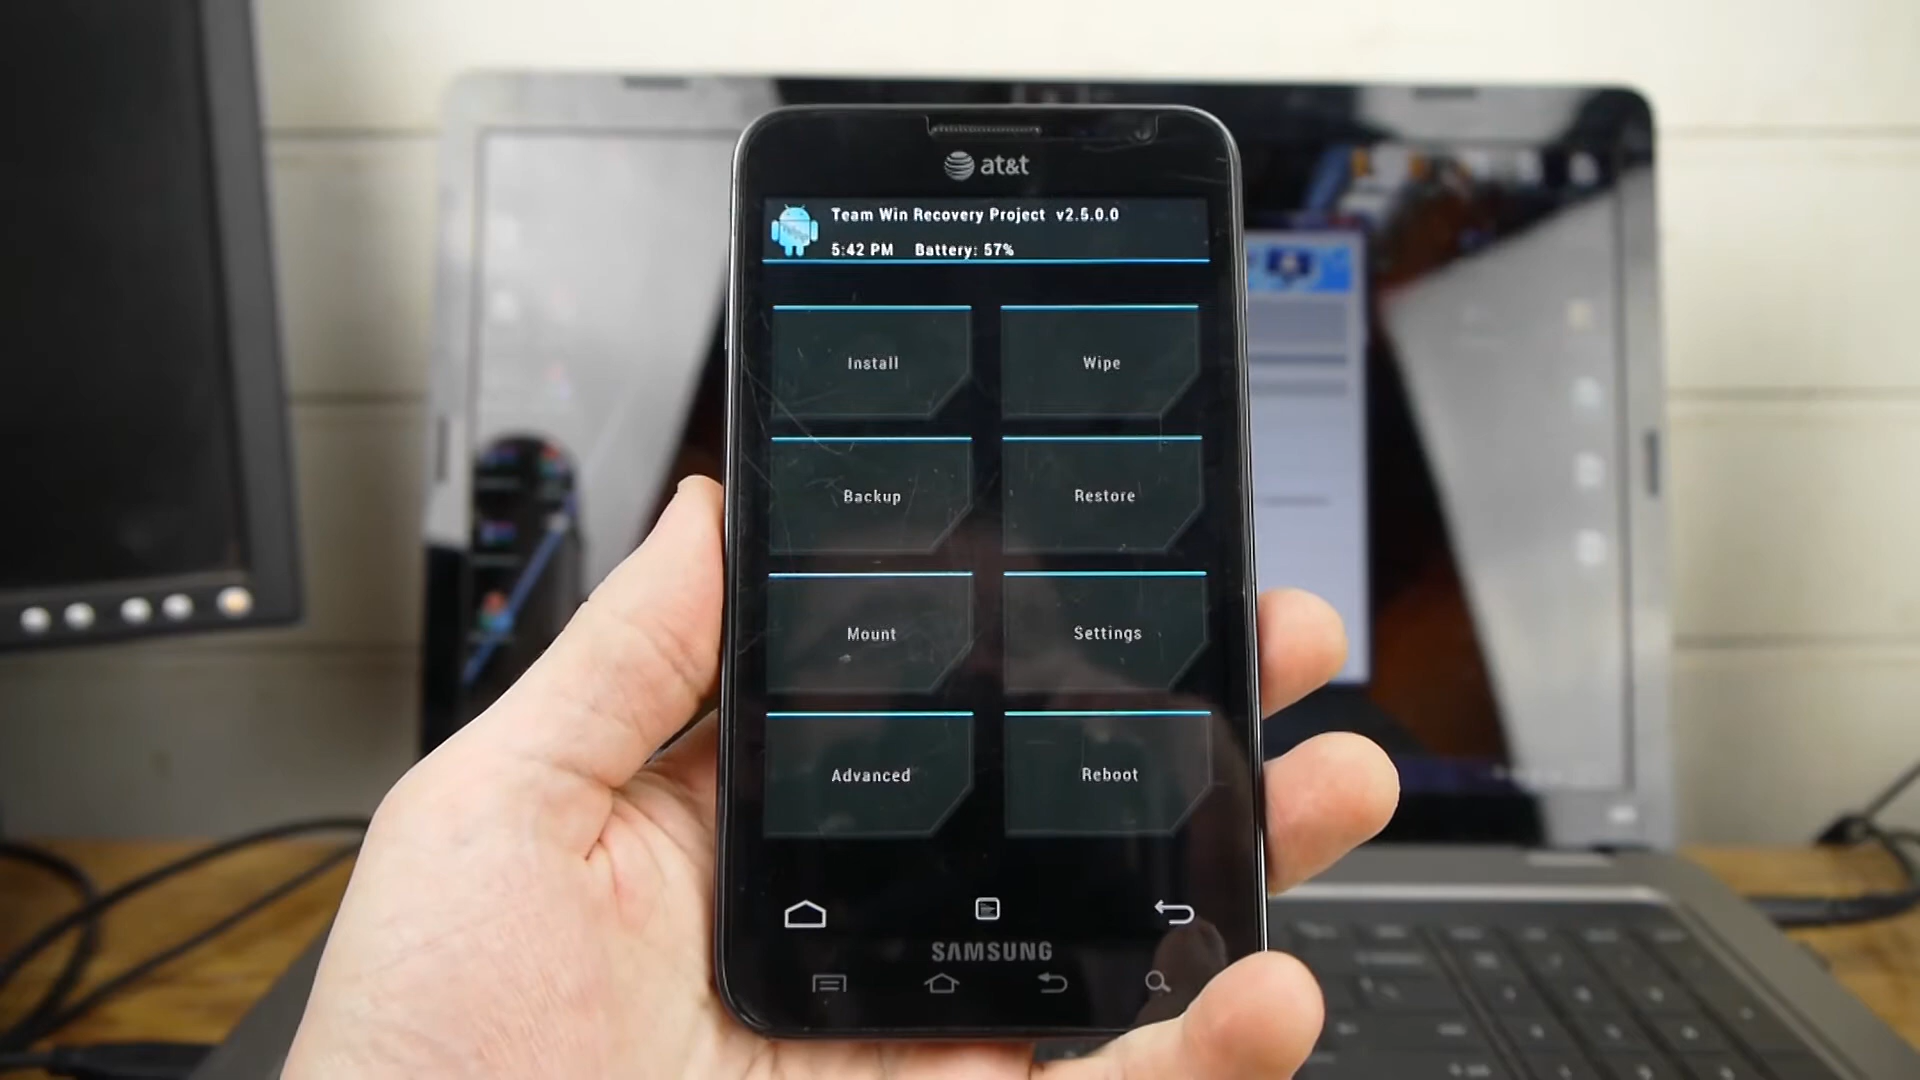 at&t
Team Win Recovery Project v2.5.0.0
5:42 PM Battery: 57%
Install
Wipe
Backup
Restore
Mount
Settings
Advanced
Reboot
SAMSUNG